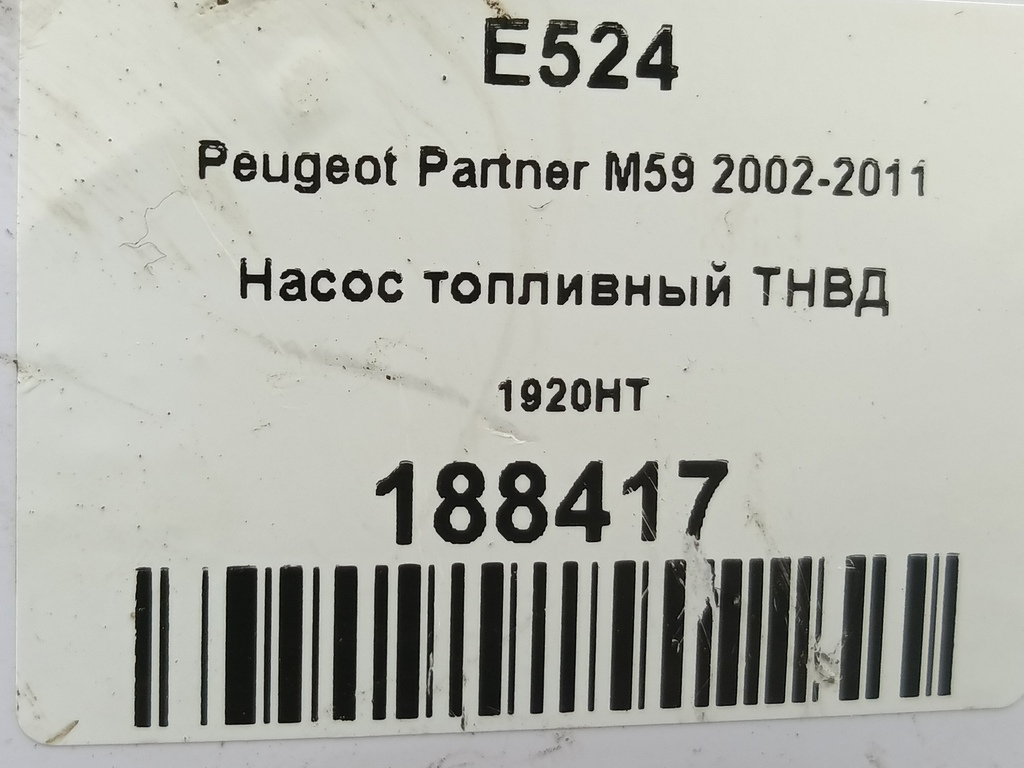 E524
Peugeot Partner M59 2002-2011
Насос топливный ТНВД
1920HT
188417